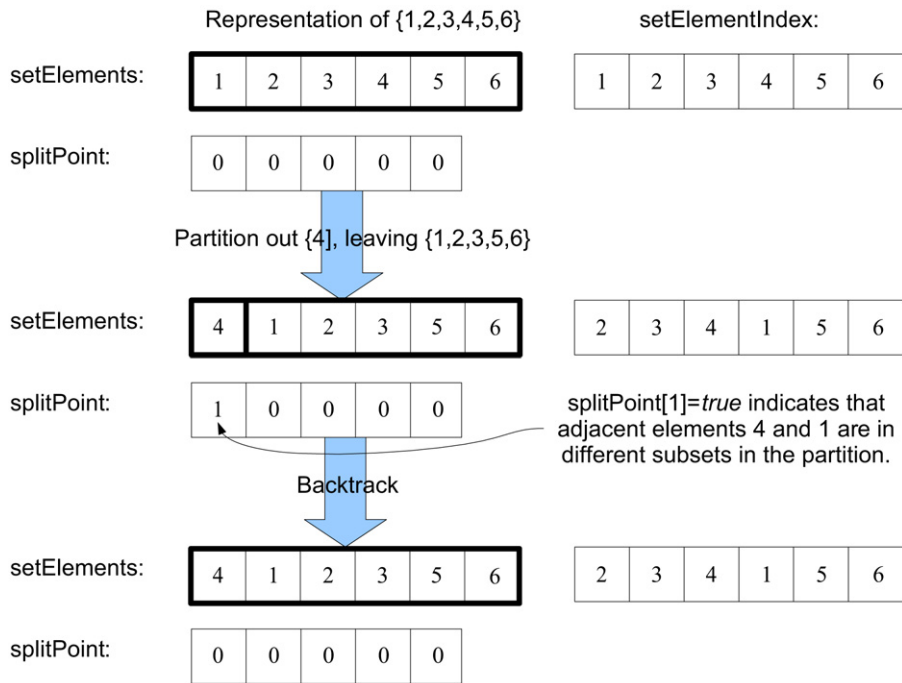 Representation of {1,2,3,4,5,6} setElementIndex:
setElements: 1 2 3 4 5 6 1 2 3 4 5 6
splitPoint: 0 0 0 0 0
Partition out {4], leaving {1,2,3,5,6}
setElements: 4 1 2 3 5 6 2 3 4 1 5 6
splitPoint: 1 0 0 0 0
splitPoint[1]=true indicates that
adjacent elements 4 and 1 are in
different subsets in the partition.
Backtrack
setElements: 4 1 2 3 5 6 2 3 4 1 5 6
splitPoint: 0 0 0 0 0